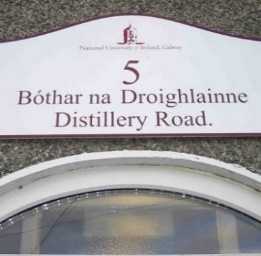 National University of Ireland, Galway
5
Bóthar na Droighlainne
Distillery Road.